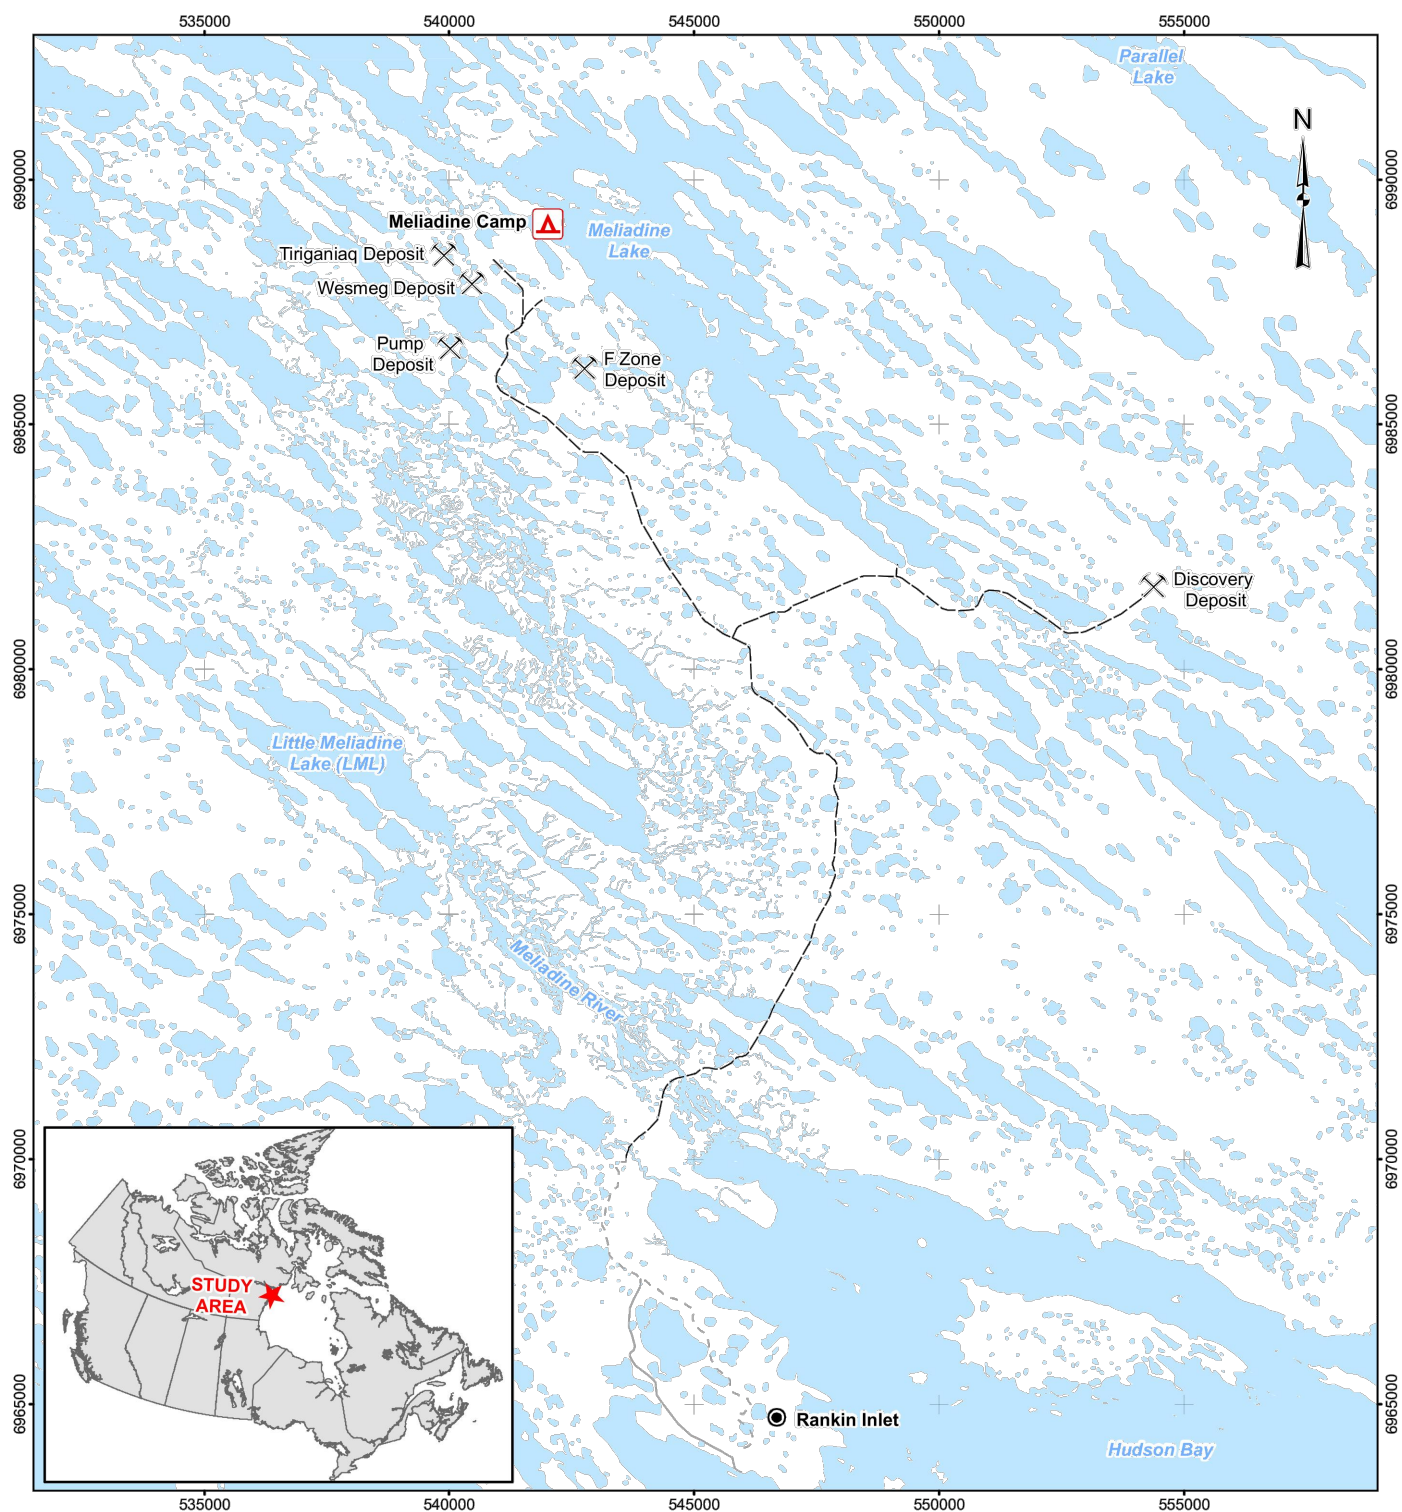 535000
540000
545000
550000
555000
Parallel
Lake
N
6990000
6990000
Meliadine Camp
Meliadine
Lake
Tiriganiaq Deposit
Wesmeg Deposit
Pump
Deposit
F Zone
Deposit
6985000
6985000
Discovery
Deposit
6980000
6980000
Little Meliadine
Lake (LML)
6975000
6975000
Meliadine River
6970000
6970000
STUDY
AREA
6965000
6965000
Rankin Inlet
Hudson Bay
535000
540000
545000
550000
555000